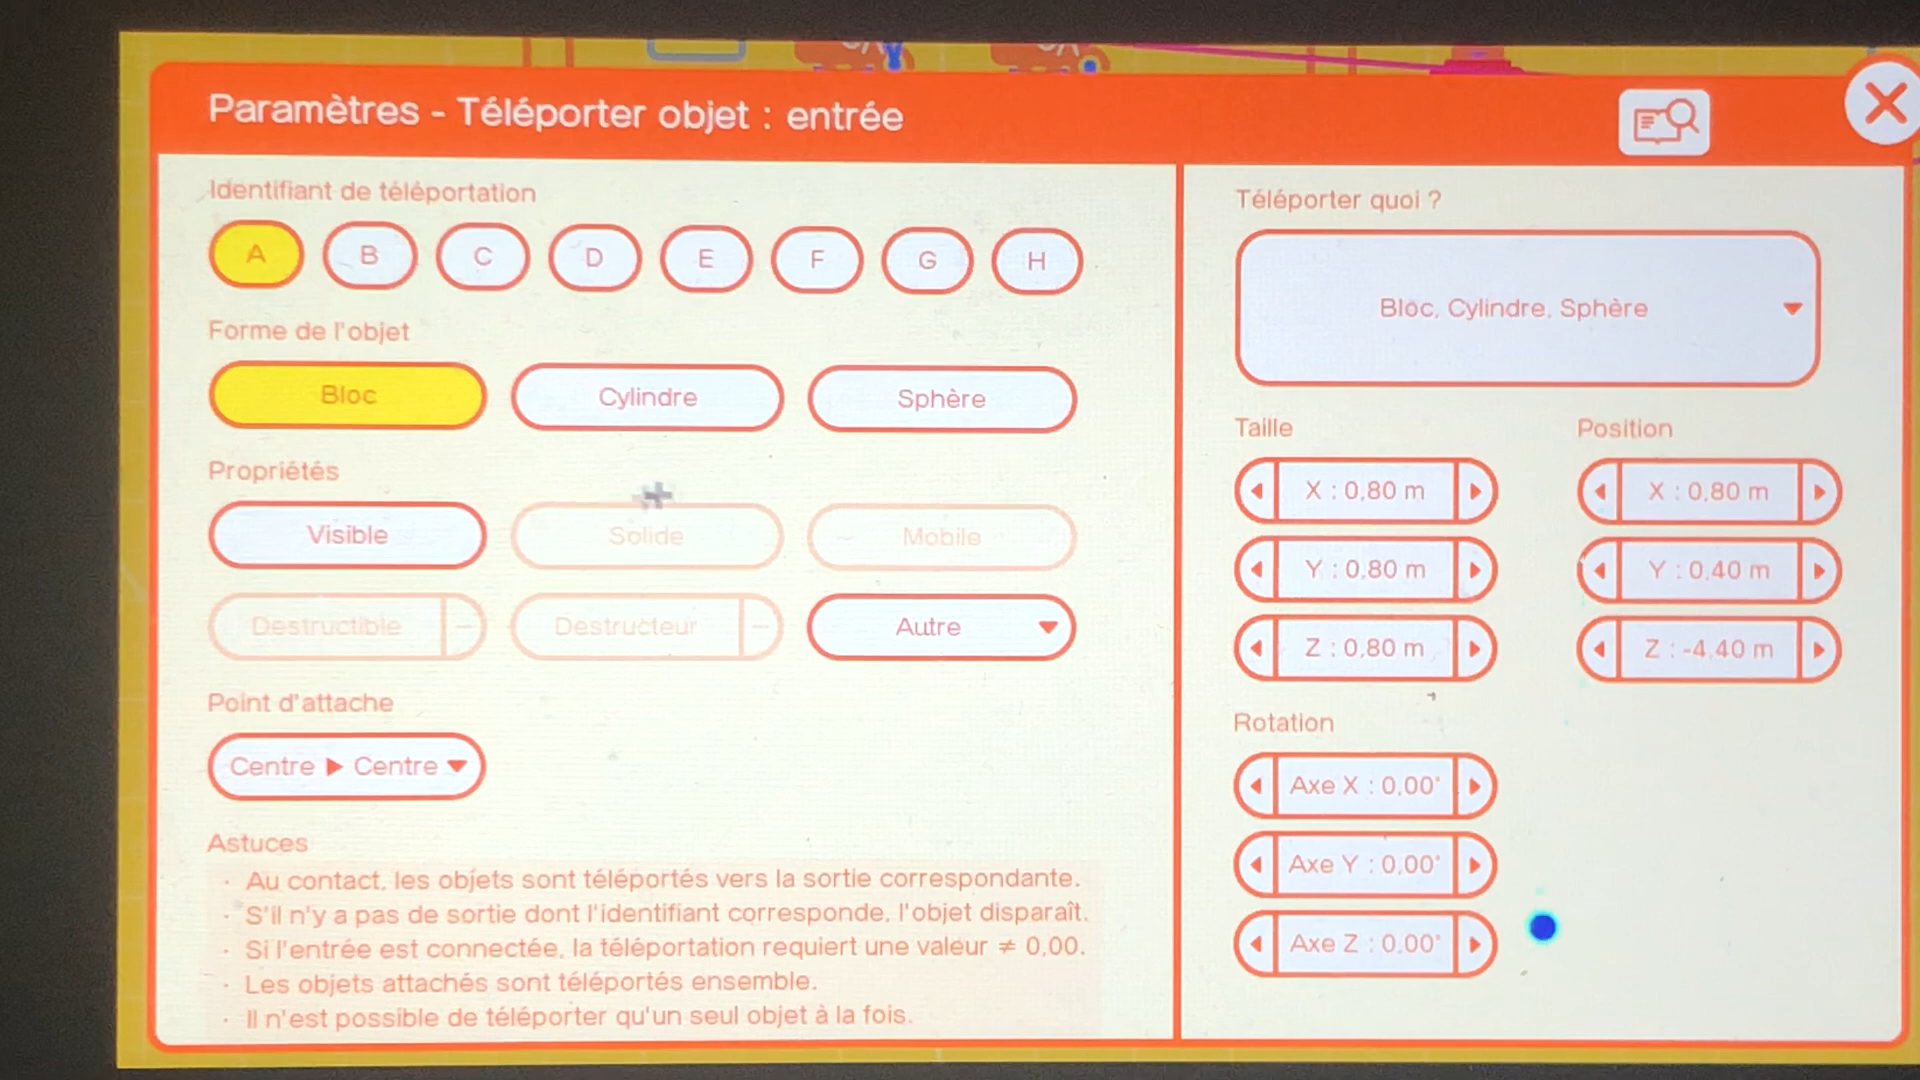 Paramètres - Téléporter objet : entrée
Identifiant de téléportation
A B C D E F G H
Forme de l'objet
Bloc Cylindre Sphère
Propriétés
Visible Solide Mobile
Destructible - Destructeur - Autre
Point d'attache
Centre ▶ Centre
Astuces
· Au contact, les objets sont téléportés vers la sortie correspondante.
· S'il n'y a pas de sortie dont l'identifiant corresponde, l'objet disparaît.
· Si l'entrée est connectée, la téléportation requiert une valeur ≠ 0,00.
· Les objets attachés sont téléportés ensemble.
· Il n'est possible de téléporter qu'un seul objet à la fois.
Téléporter quoi ?
Bloc, Cylindre, Sphère
Taille Position
X : 0,80 m X : 0,80 m
Y : 0,80 m Y : 0,40 m
Z : 0,80 m Z : -4,40 m
Rotation
Axe X : 0,00°
Axe Y : 0,00°
Axe Z : 0,00°